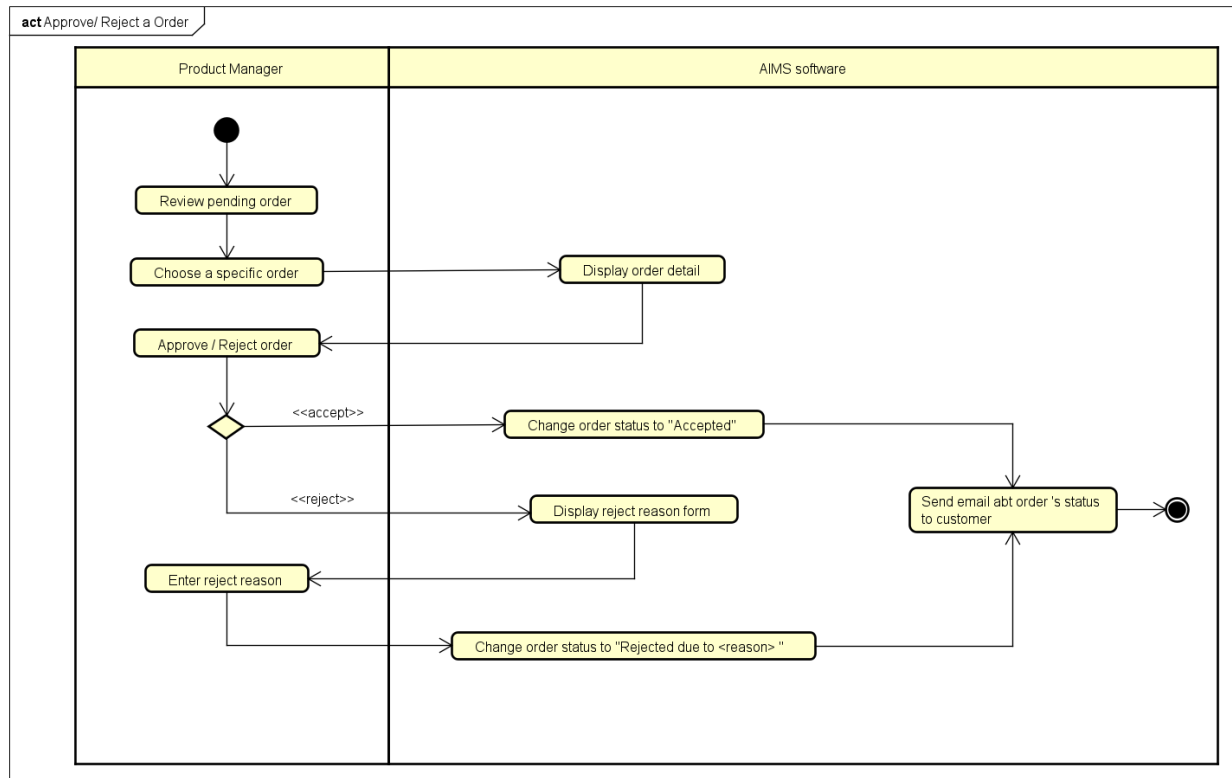 act Approve/ Reject a Order
Product Manager
AIMS software
Review pending order
Choose a specific order
Display order detail
Approve / Reject order
<<accept>>
Change order status to "Accepted"
<<reject>>
Display reject reason form
Send email abt order 's status
to customer
Enter reject reason
Change order status to "Rejected due to <reason> "